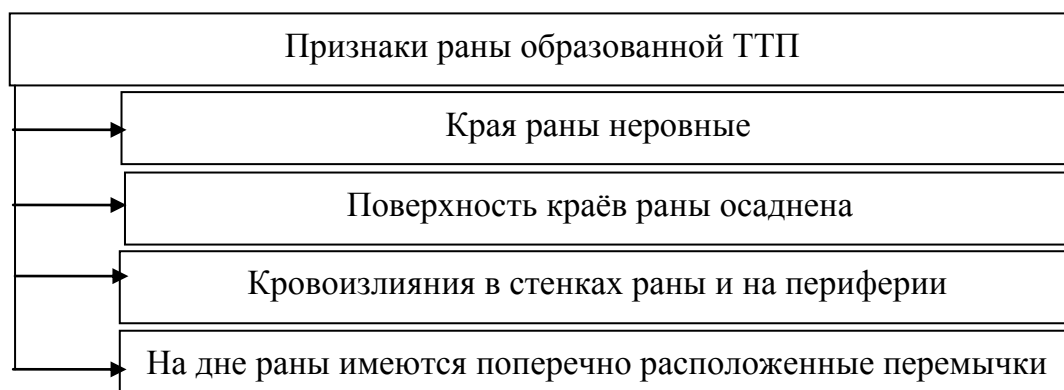 Признаки раны образованной ТТП
Края раны неровные
Поверхность краёв раны осаднена
Кровоизлияния в стенках раны и на периферии
На дне раны имеются поперечно расположенные перемычки